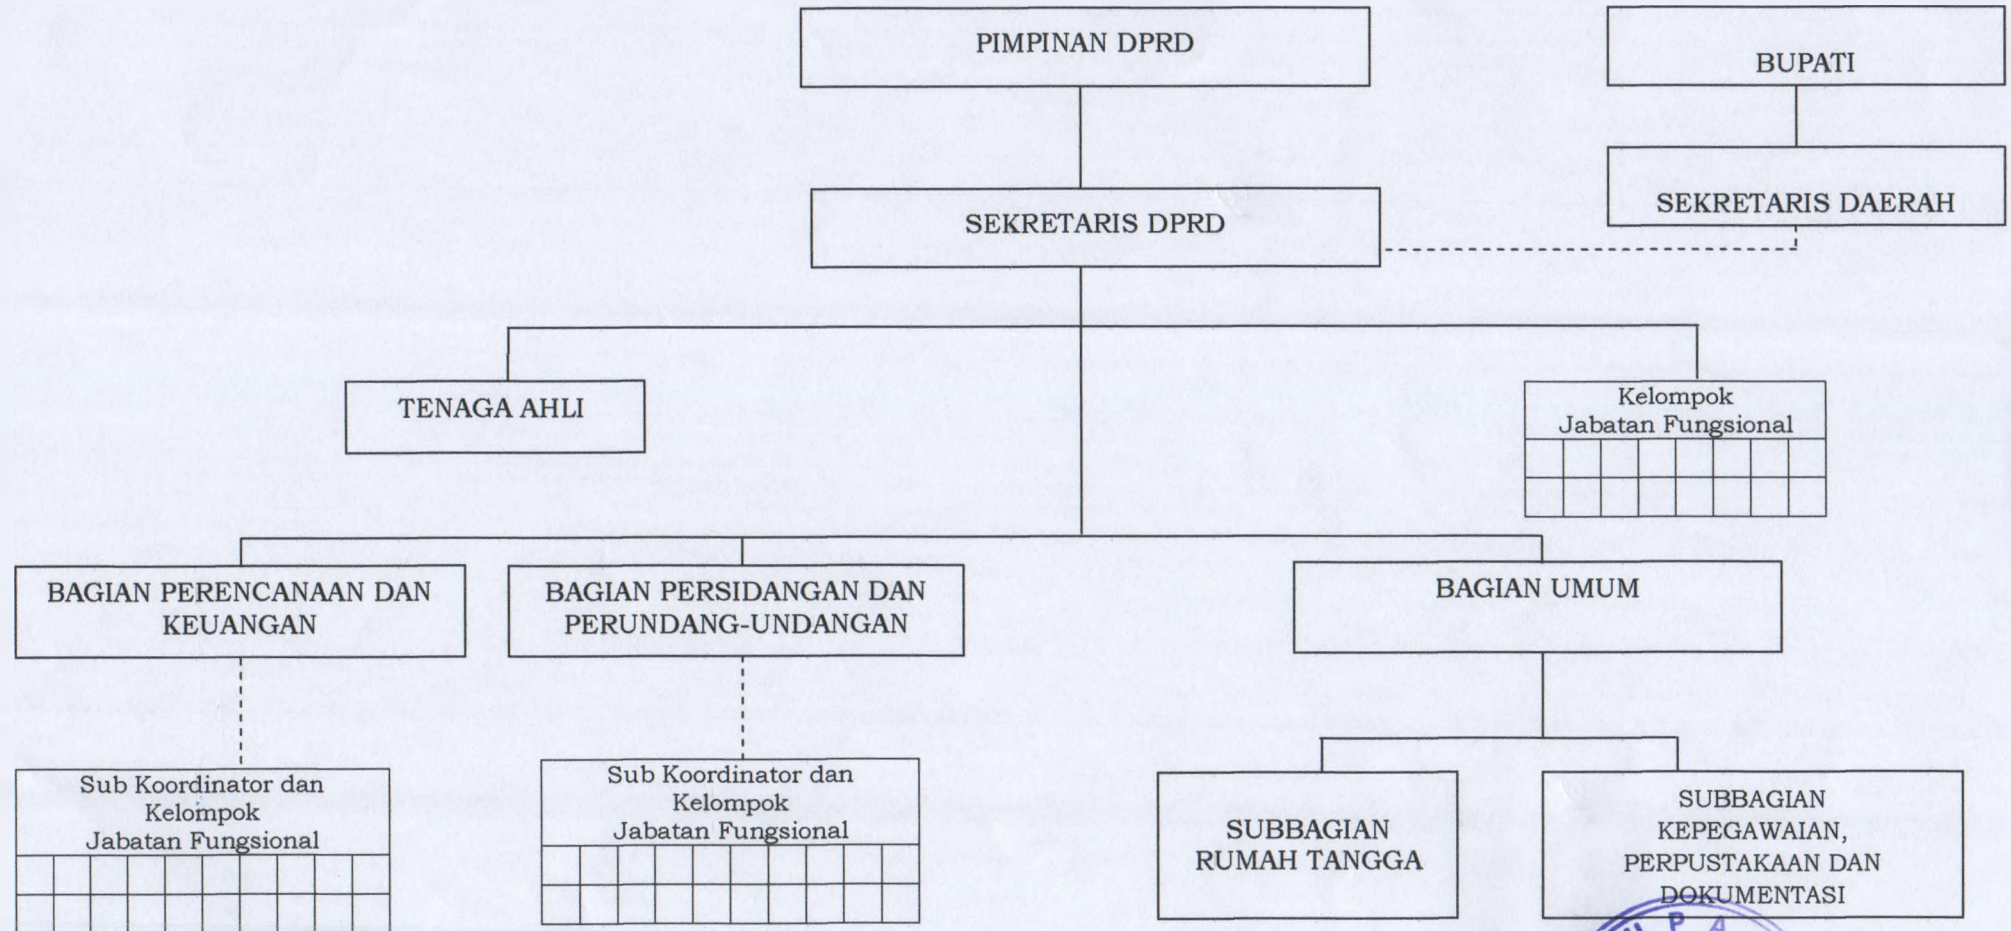 PIMPINAN DPRD
BUPATI
SEKRETARIS DAERAH
SEKRETARIS DPRD
TENAGA AHLI
Kelompok
Jabatan Fungsional
BAGIAN PERENCANAAN DAN
KEUANGAN
BAGIAN PERSIDANGAN DAN
PERUNDANG-UNDANGAN
BAGIAN UMUM
Sub Koordinator dan
Kelompok
Jabatan Fungsional
Sub Koordinator dan
Kelompok
Jabatan Fungsional
SUBBAGIAN
RUMAH TANGGA
SUBBAGIAN
KEPEGAWAIAN,
PERPUSTAKAAN DAN
DOKUMENTASI
U P A